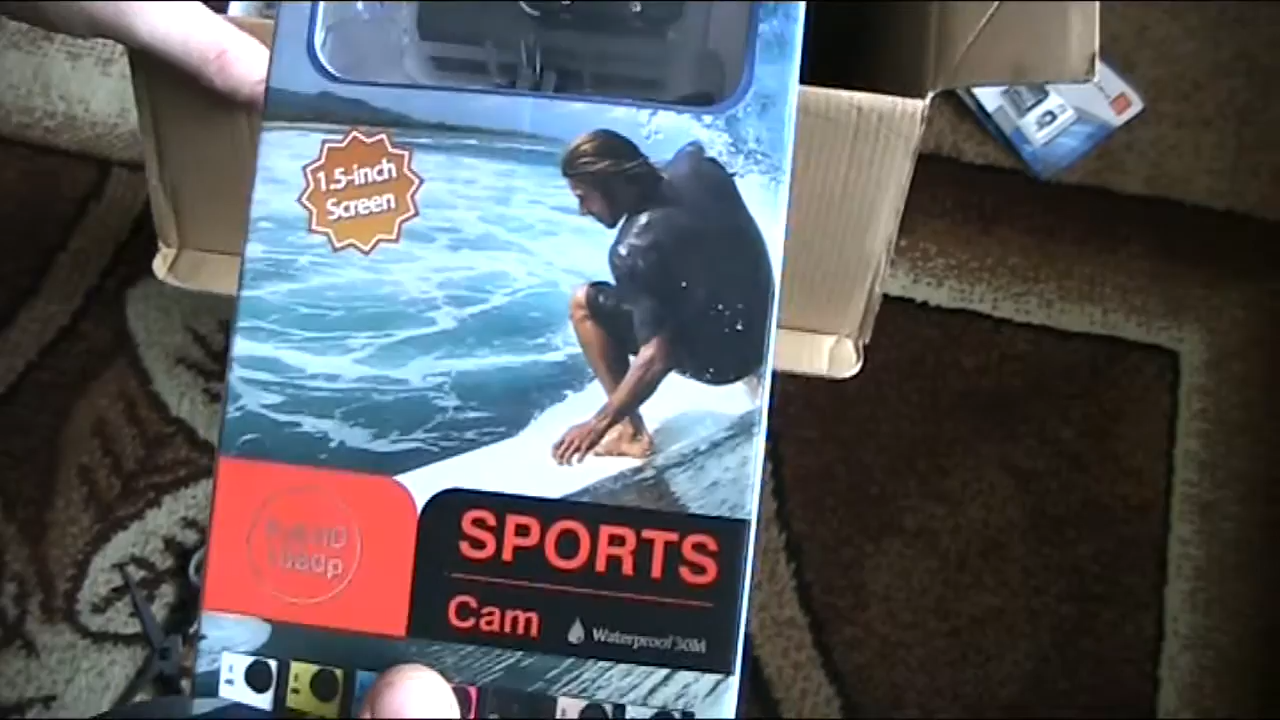 1.5-inch
Screen
Full HD
1080p
SPORTS
Cam
Waterproof 30M